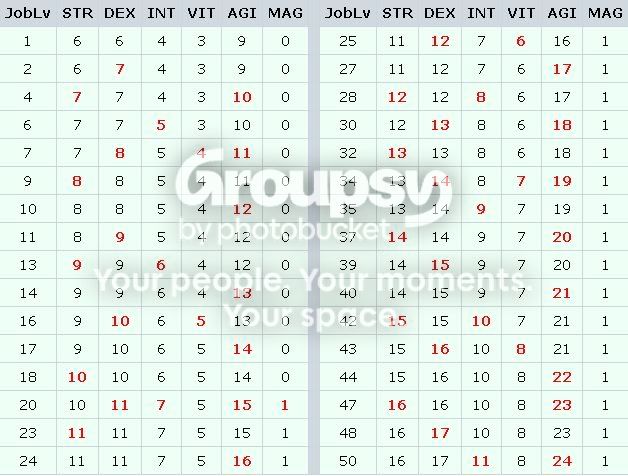 JobLv STR DEX INT VIT AGI MAG JobLv STR DEX INT VIT AGI MAG
1 6 6 4 3 9 0 25 11 12 7 6 16 1
2 6 7 4 3 9 0 27 11 12 7 6 17 1
4 7 7 4 3 10 0 28 12 12 8 6 17 1
6 7 7 5 3 10 0 30 12 13 8 6 18 1
7 7 8 5 4 11 0 32 13 13 8 6 18 1
9 8 8 5 4 11 0 34 13 14 8 7 19 1
10 8 8 5 4 12 0 35 13 14 9 7 19 1
11 8 9 5 4 12 0 37 14 14 9 7 20 1
13 9 9 6 4 12 0 39 14 15 9 7 20 1
14 9 9 6 4 13 0 40 14 15 9 7 21 1
16 9 10 6 5 13 0 42 15 15 10 7 21 1
17 9 10 6 5 14 0 43 15 16 10 8 21 1
18 10 10 6 5 14 0 44 15 16 10 8 22 1
20 10 11 7 5 15 1 47 16 16 10 8 23 1
23 11 11 7 5 15 1 48 16 17 10 8 23 1
24 11 11 7 5 16 1 50 16 17 11 8 24 1
Groupsy
by photobucket
Your people. Your moments.
Your space.